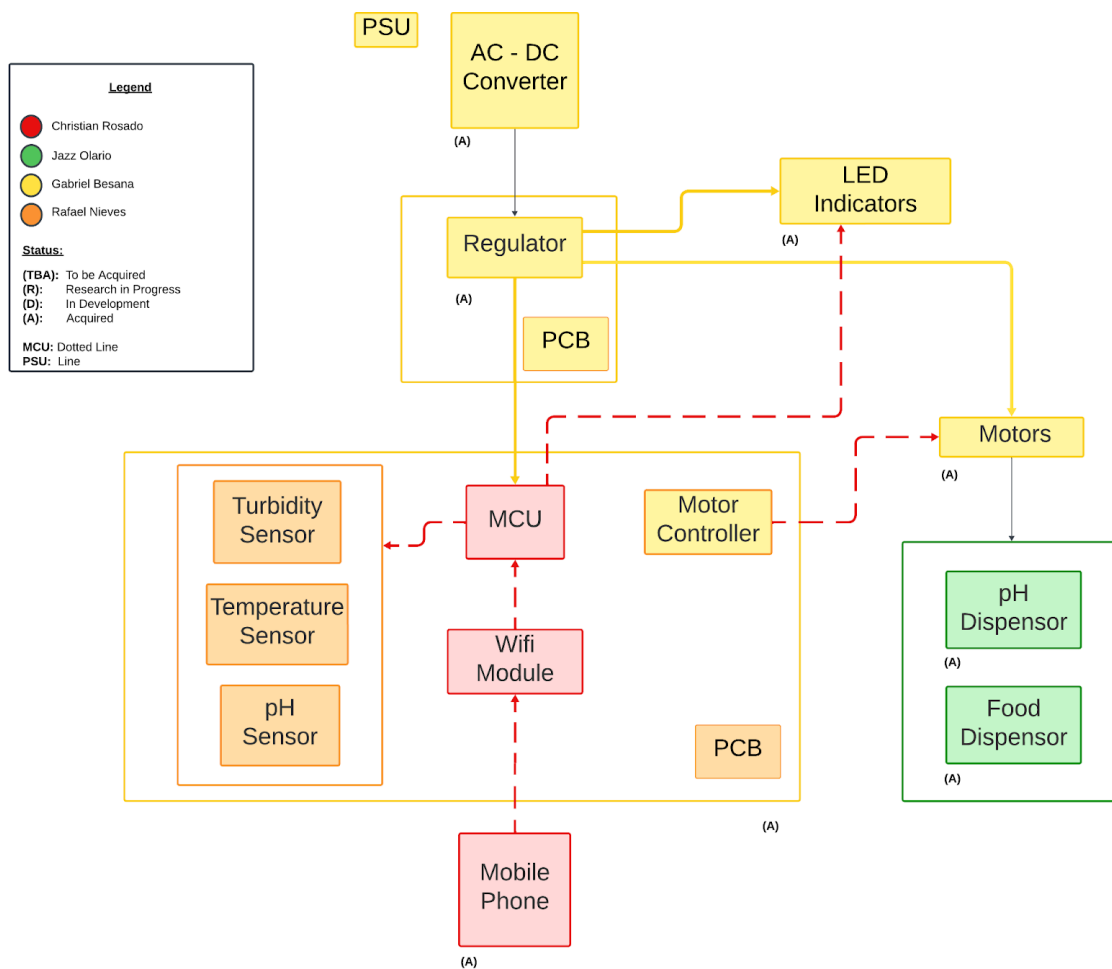 PSU
AC - DC
Converter
(A)
Legend
Christian Rosado
Jazz Olario
Gabriel Besana
Rafael Nieves
Status:
(TBA): To be Acquired
(R): Research in Progress
(D): In Development
(A): Acquired
MCU: Dotted Line
PSU: Line
LED
Indicators
(A)
Regulator
(A)
PCB
Motors
(A)
Turbidity
Sensor
MCU
Motor
Controller
Temperature
Sensor
Wifi
Module
pH
Sensor
PCB
(A)
pH
Dispensor
(A)
Food
Dispensor
(A)
Mobile
Phone
(A)